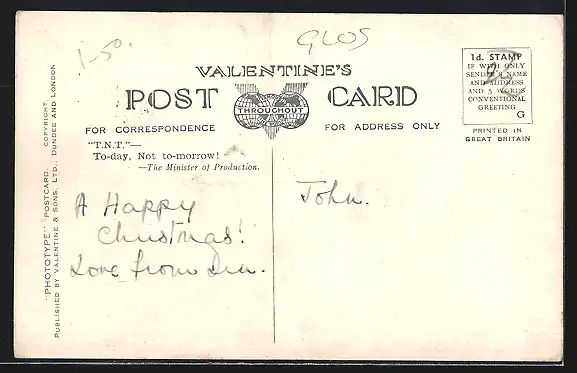 1-50.
GLOS
VALENTINE'S
POST CARD
THROUGHOUT
FOR CORRESPONDENCE
FOR ADDRESS ONLY
1d. STAMP
IF WITH ONLY
SENDER'S NAME
AND ADDRESS
AND 5 WORDS
CONVENTIONAL
GREETING
G
PRINTED IN
GREAT BRITAIN
"T.N.T."—
To-day, Not to-morrow!
—The Minister of Production.
A Happy
Christmas!
Love from
John.
"PHOTOTYPE" POSTCARD. COPYRIGHT.
PUBLISHED BY VALENTINE & SONS, LTD., DUNDEE AND LONDON